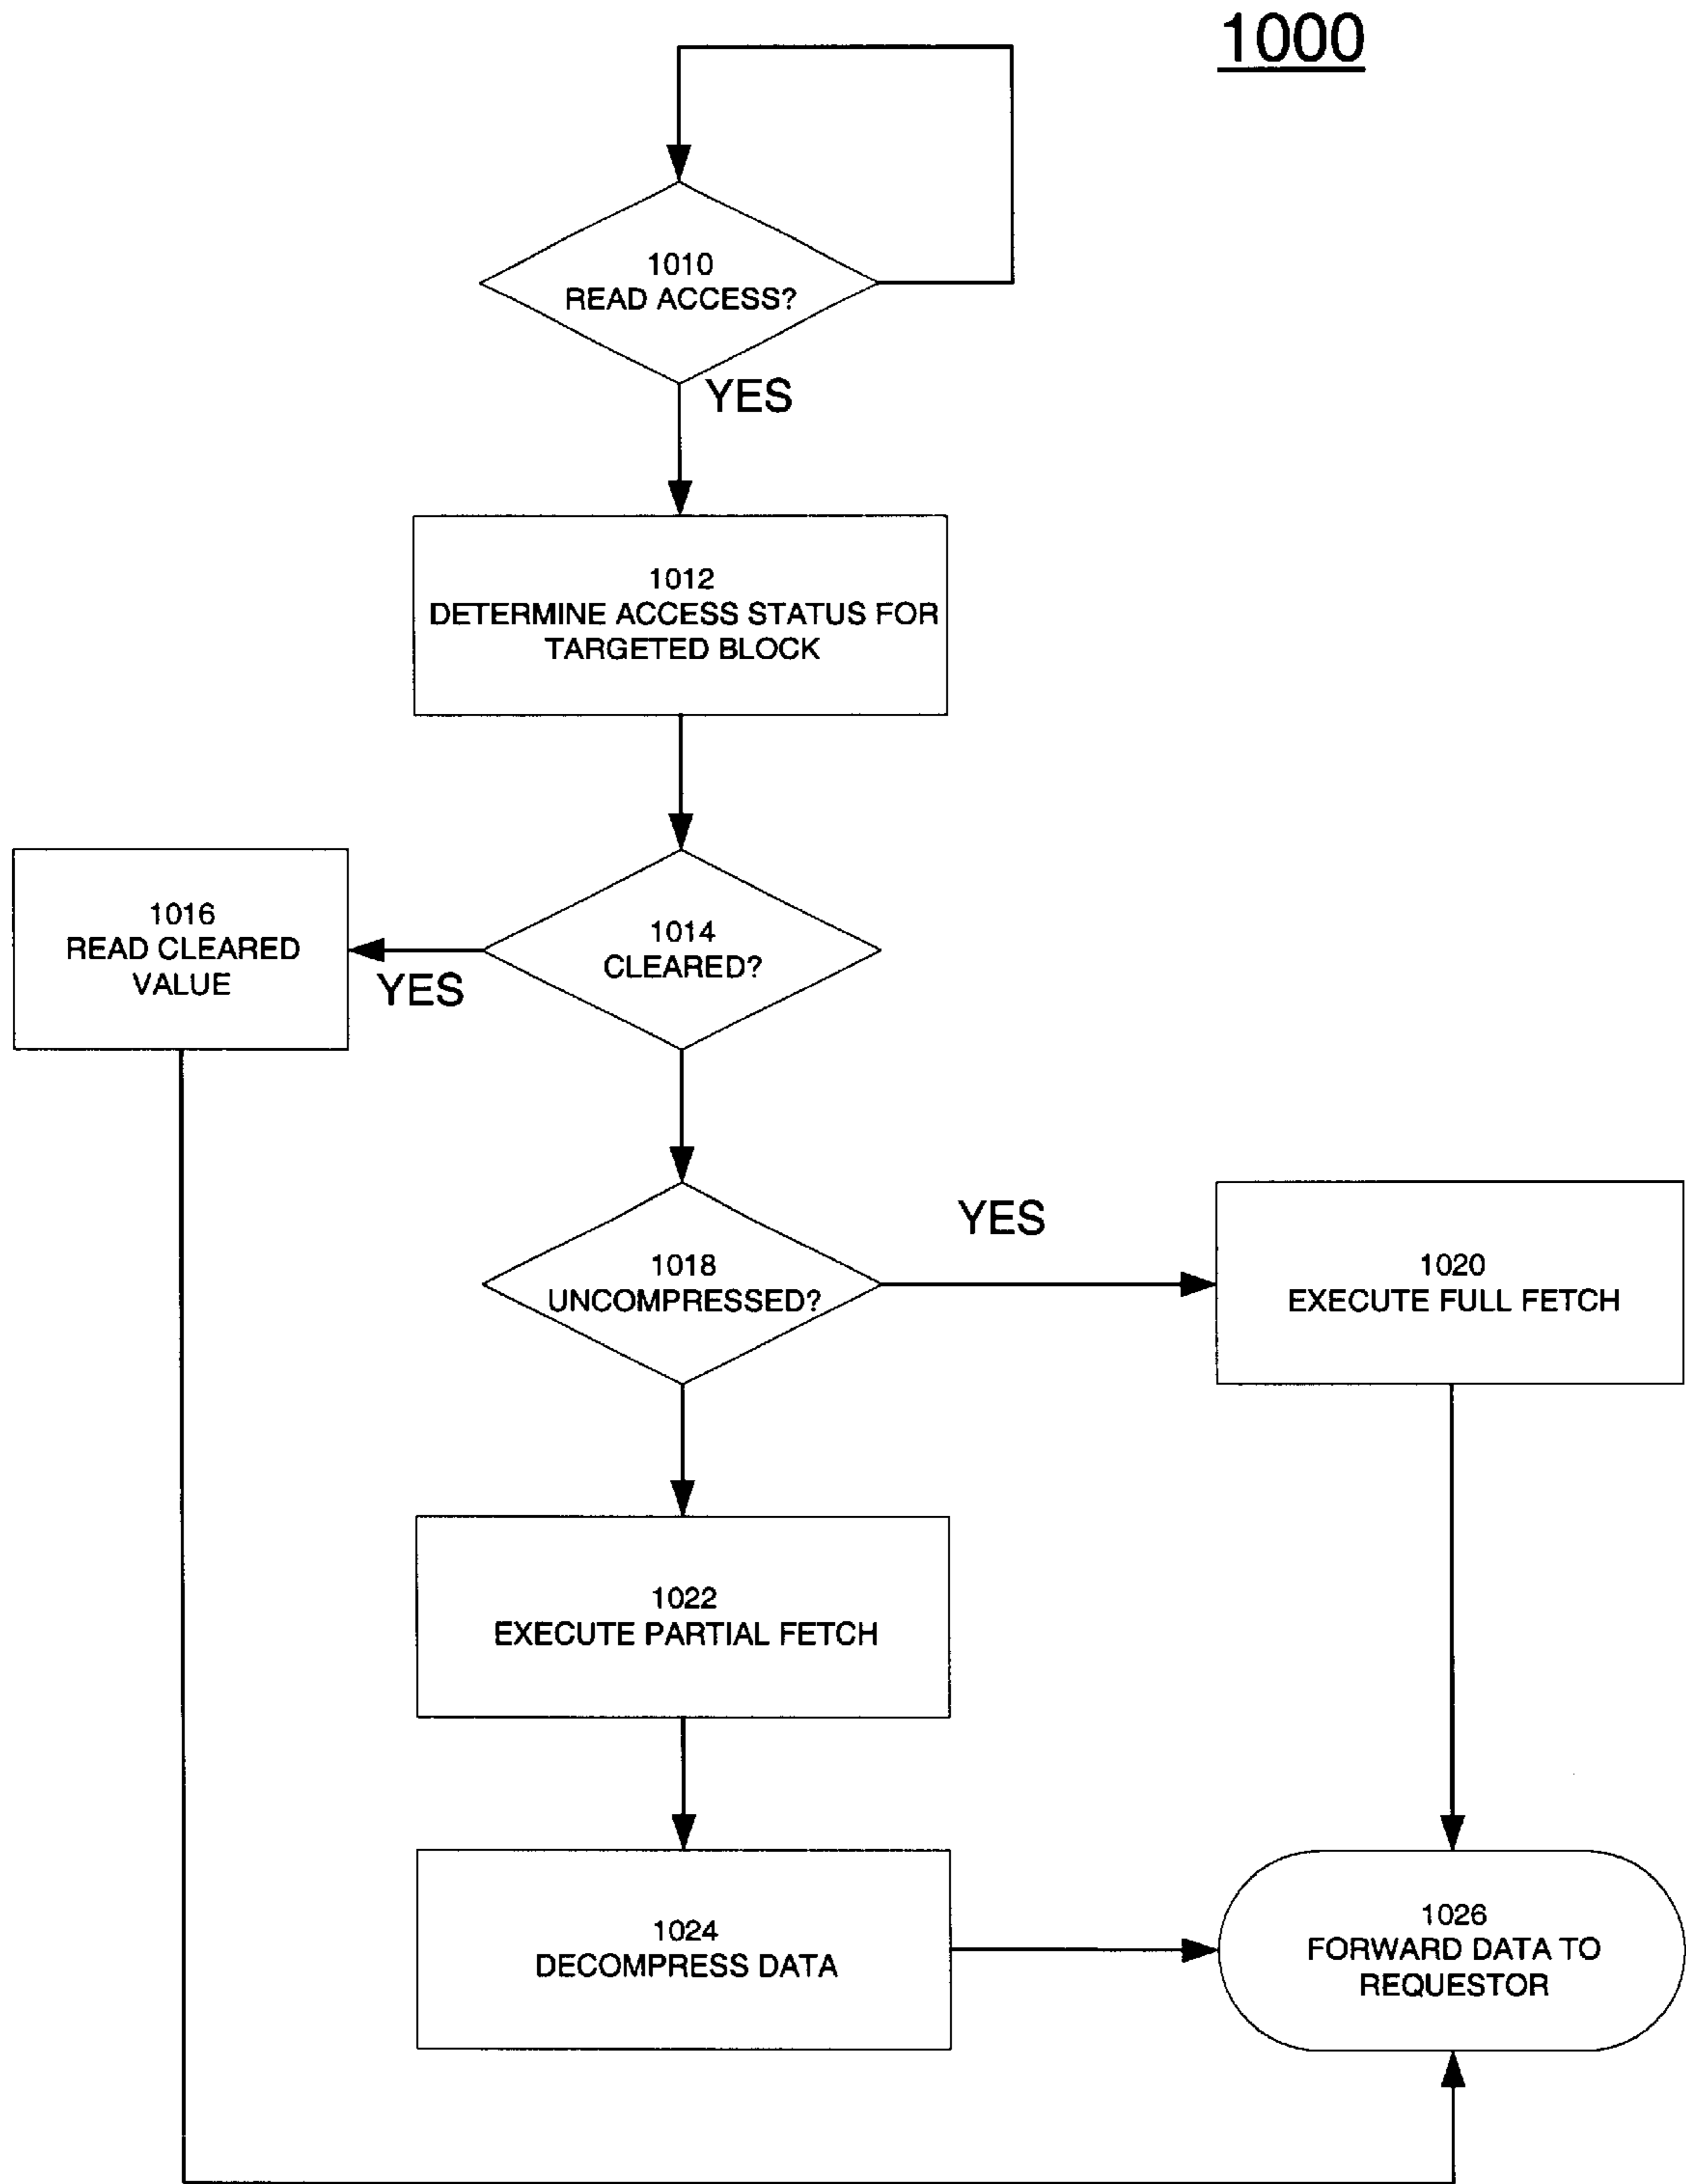 1000
1010
READ ACCESS?
YES
1012
DETERMINE ACCESS STATUS FOR
TARGETED BLOCK
1016
READ CLEARED
VALUE
YES
1014
CLEARED?
1018
UNCOMPRESSED?
YES
1020
EXECUTE FULL FETCH
1022
EXECUTE PARTIAL FETCH
1024
DECOMPRESS DATA
1026
FORWARD DATA TO
REQUESTOR